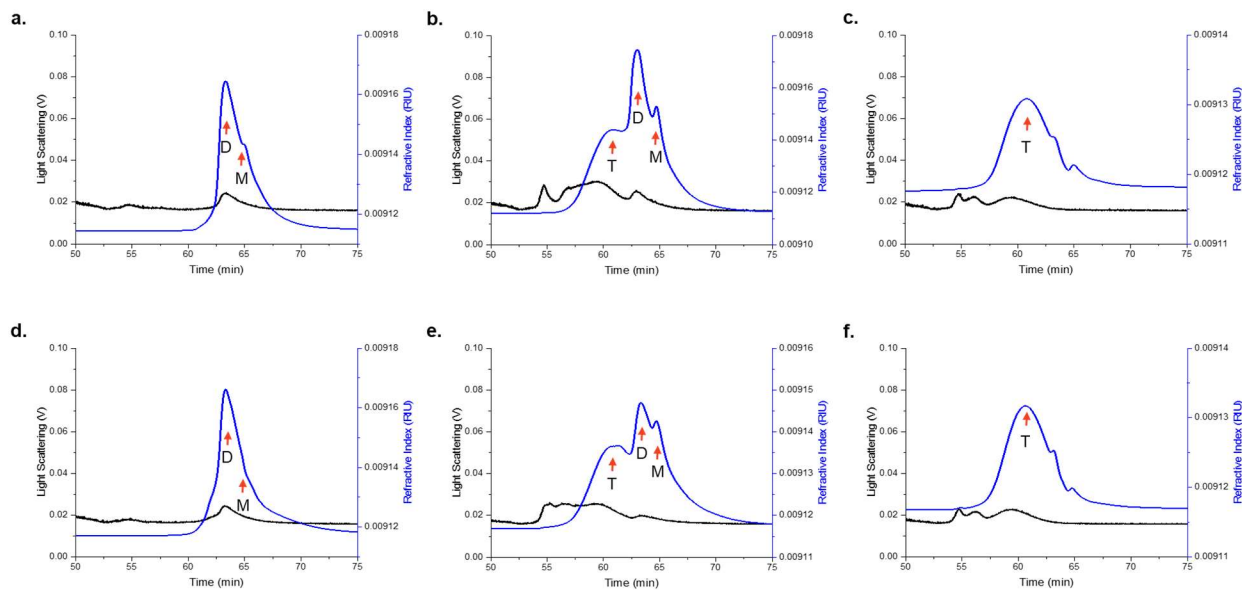 a.
0.10
0.08
0.06
0.04
0.02
0.00
Light Scattering (V)
0.00918
0.00916
0.00914
0.00912
Refractive Index (RIU)
D
M
50 55 60 65 70 75
Time (min)
b.
0.10
0.08
0.06
0.04
0.02
0.00
Light Scattering (V)
0.00918
0.00916
0.00914
0.00912
0.00910
Refractive Index (RIU)
D
M
T
50 55 60 65 70 75
Time (min)
c.
0.10
0.08
0.06
0.04
0.02
0.00
Light Scattering (V)
0.00914
0.00913
0.00912
0.00911
Refractive Index (RIU)
T
50 55 60 65 70 75
Time (min)
d.
0.10
0.08
0.06
0.04
0.02
0.00
Light Scattering (V)
0.00918
0.00916
0.00914
0.00912
Refractive Index (RIU)
D
M
50 55 60 65 70 75
Time (min)
e.
0.10
0.08
0.06
0.04
0.02
0.00
Light Scattering (V)
0.00916
0.00915
0.00914
0.00913
0.00912
0.00911
Refractive Index (RIU)
D
M
T
50 55 60 65 70 75
Time (min)
f.
0.10
0.08
0.06
0.04
0.02
0.00
Light Scattering (V)
0.00914
0.00913
0.00912
0.00911
Refractive Index (RIU)
T
50 55 60 65 70 75
Time (min)